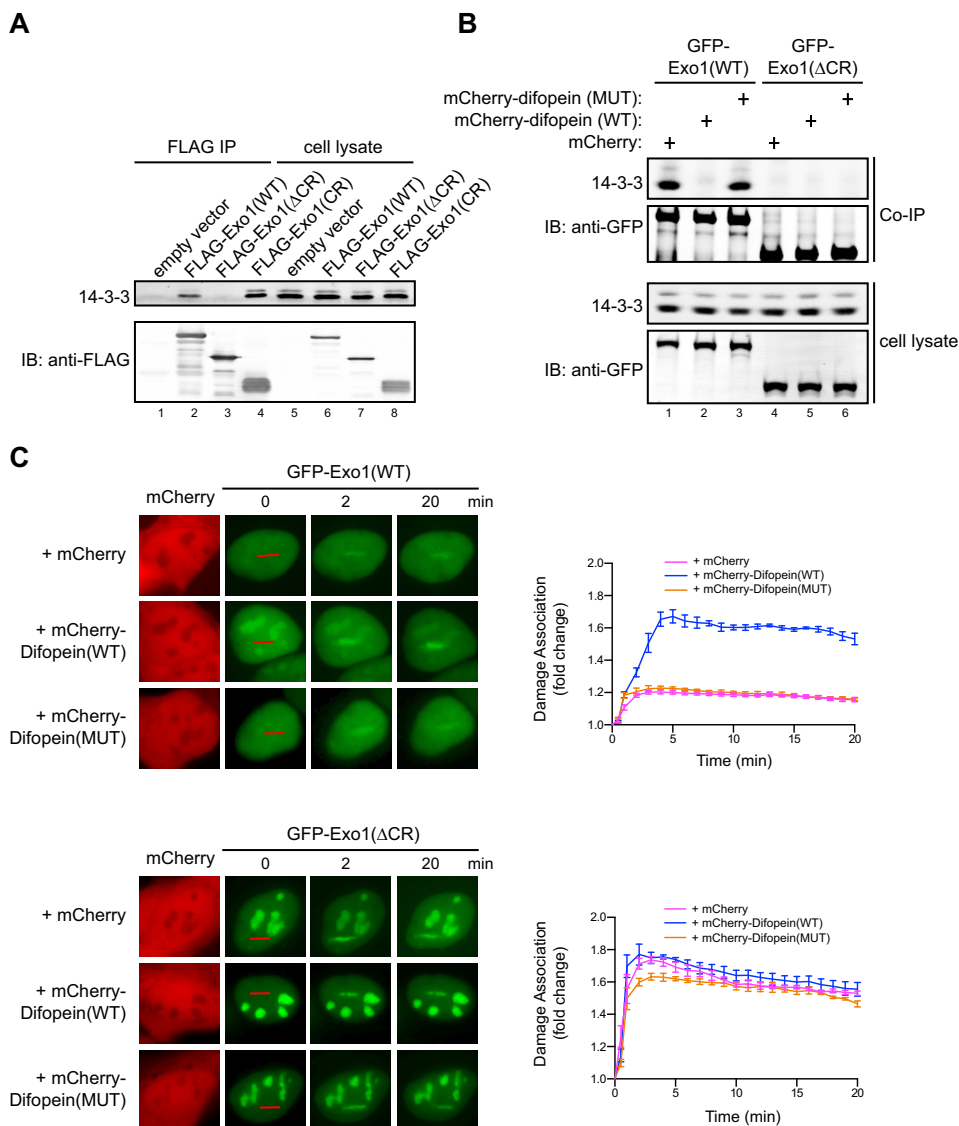 A
FLAG IP
cell lysate
empty vector
FLAG-Exo1(WT)
FLAG-Exo1(ΔCR)
FLAG-Exo1(CR)
empty vector
FLAG-Exo1(WT)
FLAG-Exo1(ΔCR)
FLAG-Exo1(CR)
14-3-3
IB: anti-FLAG
1 2 3 4 5 6 7 8
B
GFP-
Exo1(WT)
GFP-
Exo1(ΔCR)
mCherry-difopein (MUT): + +
mCherry-difopein (WT): + +
mCherry: + +
14-3-3
IB: anti-GFP
Co-IP
14-3-3
IB: anti-GFP
cell lysate
1 2 3 4 5 6
C
GFP-Exo1(WT)
mCherry 0 2 20 min
+ mCherry
+ mCherry-
Difopein(WT)
+ mCherry-
Difopein(MUT)
+ mCherry
+ mCherry-Difopein(WT)
+ mCherry-Difopein(MUT)
2.0
1.8
1.6
1.4
1.2
1.0
Damage Association
(fold change)
0 5 10 15 20
Time (min)
GFP-Exo1(ΔCR)
mCherry 0 2 20 min
+ mCherry
+ mCherry-
Difopein(WT)
+ mCherry-
Difopein(MUT)
+ mCherry
+ mCherry-Difopein(WT)
+ mCherry-Difopein(MUT)
2.0
1.8
1.6
1.4
1.2
1.0
Damage Association
(fold change)
0 5 10 15 20
Time (min)